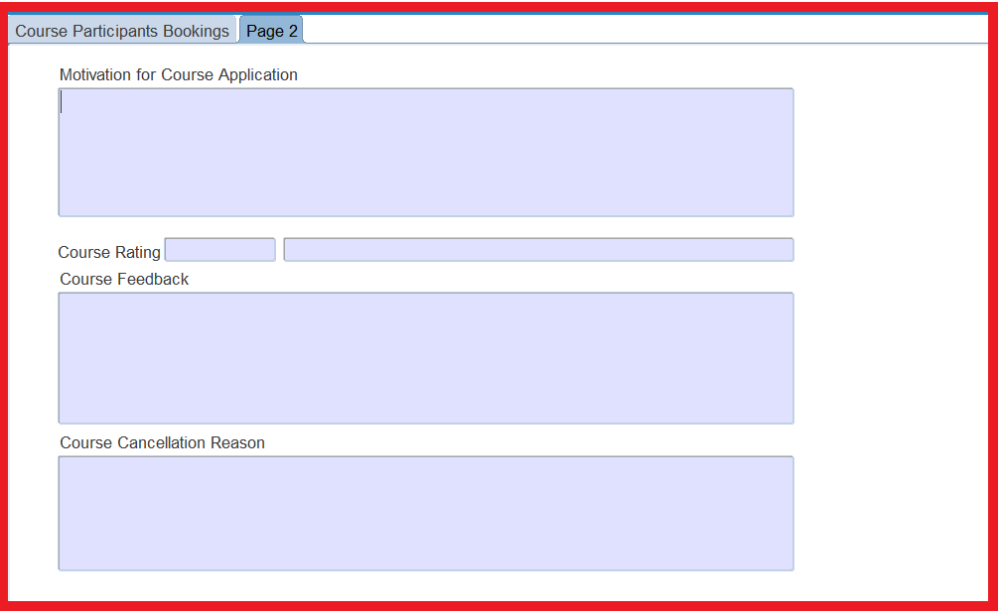 Course Participants Bookings Page 2
Motivation for Course Application
Course Rating
Course Feedback
Course Cancellation Reason